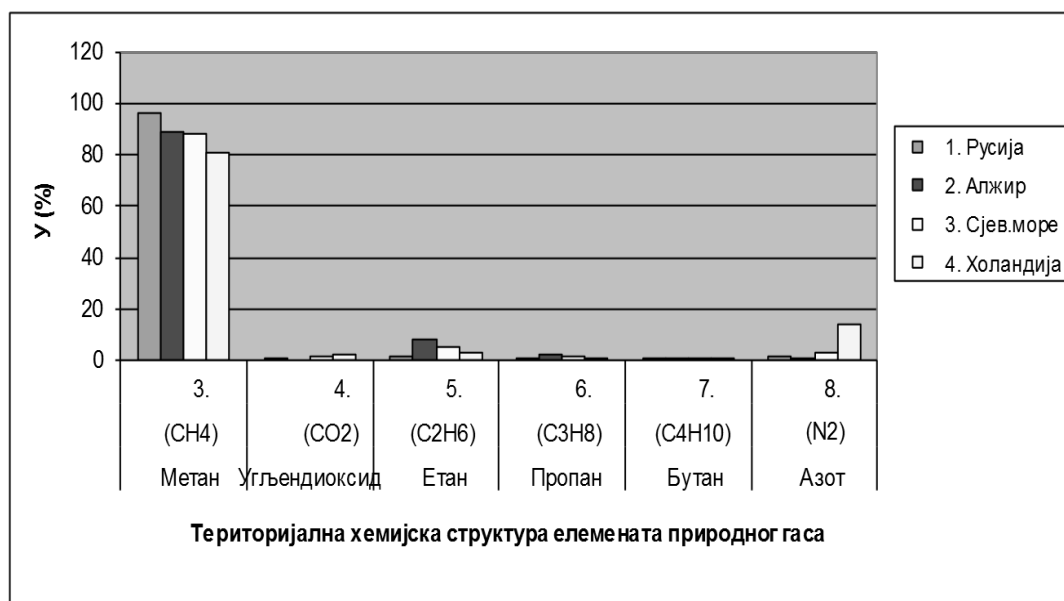 120
100
80
60
40
20
0
У (%)
3.
4.
5.
6.
7.
8.
(CH4)
(CO2)
(C2H6)
(C3H8)
(C4H10)
(N2)
Метан
Угљендиоксид
Етан
Пропан
Бутан
Азот
Територијална хемијска структура елемената природног гаса
1. Русија
2. Алжир
3. Сјев.море
4. Холандија